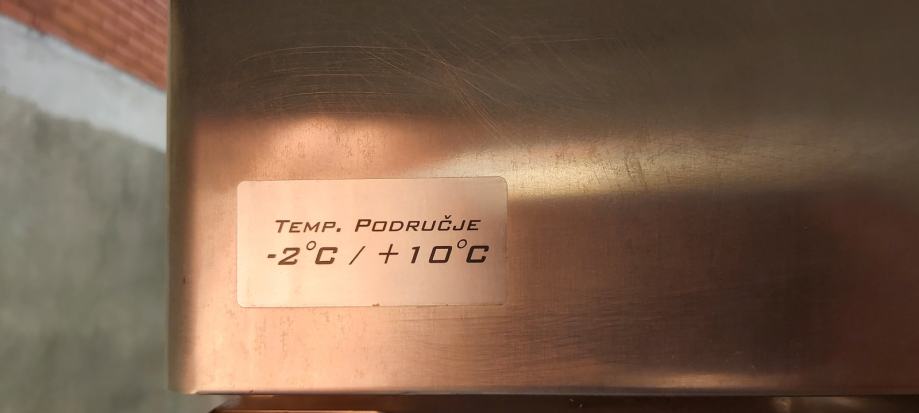 TEMP. PODRUČJE
-2°C / +10°C